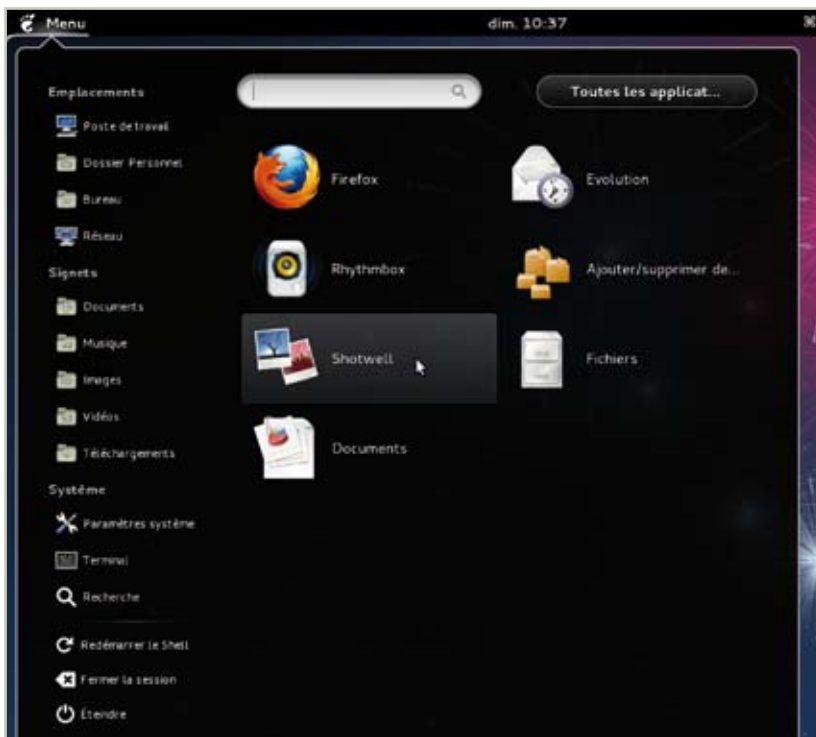 Menu
dim. 10:37
Emplacements
Toutes les applicat...
Poste de travail
Dossier Personnel
Bureau
Réseau
Signets
Documents
Musique
Images
Vidéos
Téléchargements
Système
Paramètres système
Terminal
Recherche
Redémarrer le Shell
Fermer la session
Éteindre
Firefox
Evolution
Rhythmbox
Ajouter/supprimer de...
Shotwell
Fichiers
Documents